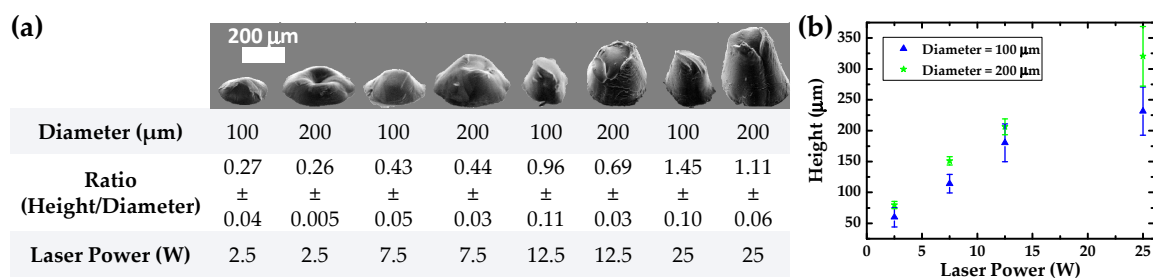 (a)
200 μm
Diameter (μm) 100 200 100 200 100 200 100 200
Ratio (Height/Diameter) 0.27 ± 0.04 0.26 ± 0.005 0.43 ± 0.05 0.44 ± 0.03 0.96 ± 0.11 0.69 ± 0.03 1.45 ± 0.10 1.11 ± 0.06
Laser Power (W) 2.5 2.5 7.5 7.5 12.5 12.5 25 25
(b)
Height (μm)
350
300
250
200
150
100
50
Diameter = 100 μm
Diameter = 200 μm
0 5 10 15 20 25
Laser Power (W)